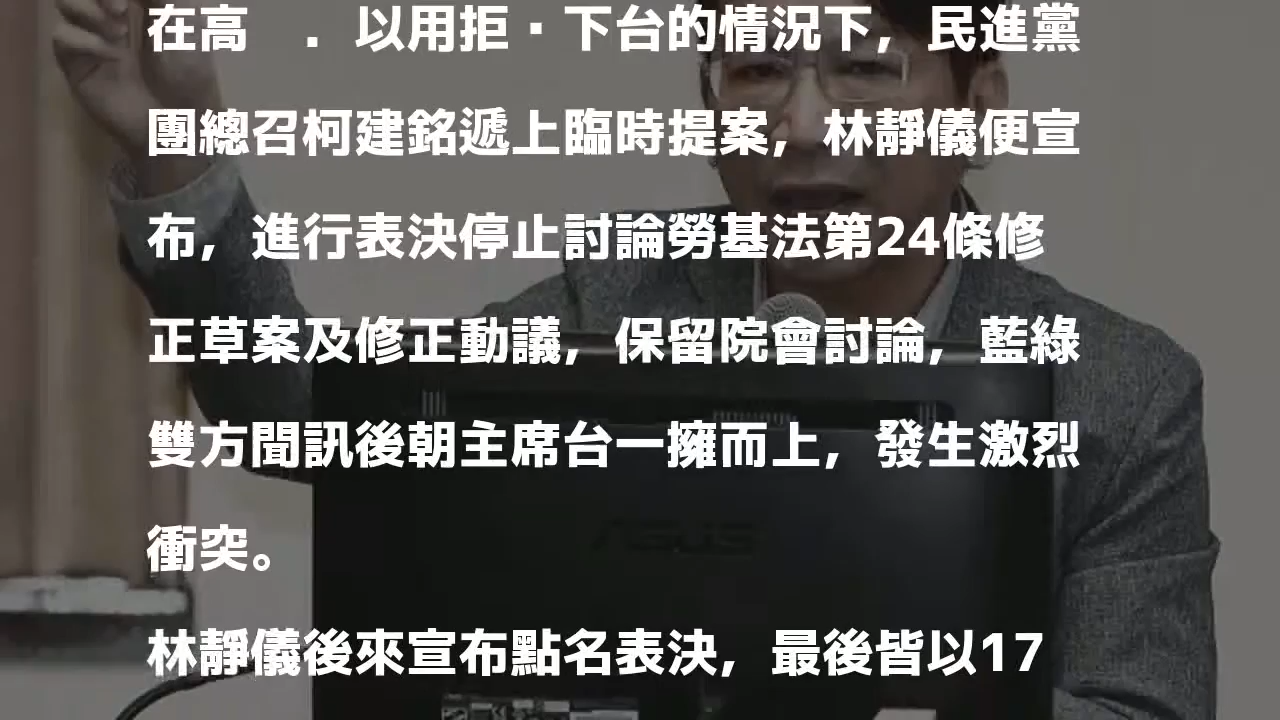 在高 . 以用拒·下台的情況下，民進黨
團總召柯建銘遞上臨時提案，林靜儀便宣
布，進行表決停止討論勞基法第24條修
正草案及修正動議，保留院會討論，藍綠
雙方聞訊後朝主席台一擁而上，發生激烈
衝突。
ASUS
林靜儀後來宣布點名表決，最後皆以17